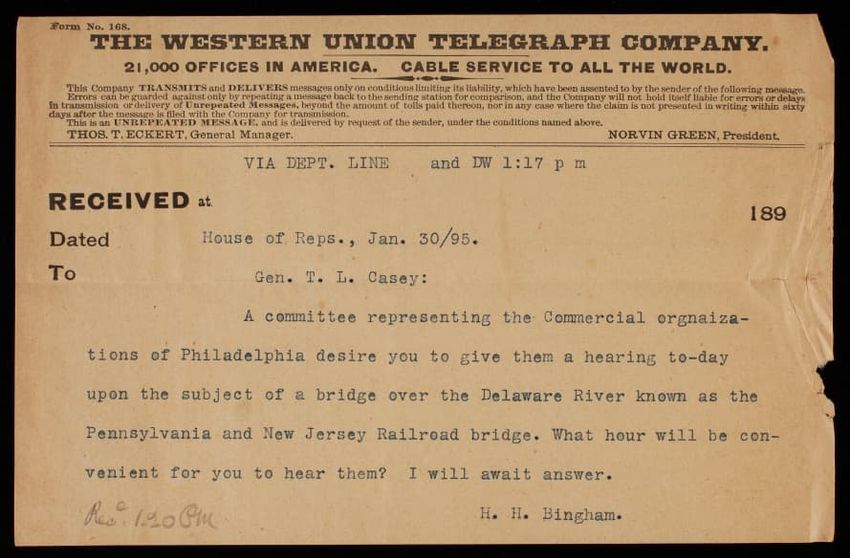 Form No. 168.
THE WESTERN UNION TELEGRAPH COMPANY.
21,000 OFFICES IN AMERICA. CABLE SERVICE TO ALL THE WORLD.
This Company TRANSMITS and DELIVERS messages only on conditions limiting its liability, which have been assented to by the sender of the following message.
Errors can be guarded against only by repeating a message back to the sending station for comparison, and the Company will not hold itself liable for errors or delays
in transmission or delivery of Unrepeated Messages, beyond the amount of tolls paid thereon, nor in any case where the claim is not presented in writing within sixty
days after the message is filed with the Company for transmission.
This is an UNREPEATED MESSAGE, and is delivered by request of the sender, under the conditions named above.
THOS. T. ECKERT, General Manager. NORVIN GREEN, President.
VIA DEPT. LINE and DW 1:17 p m
RECEIVED at 189
Dated House of Reps., Jan. 30/95.
To Gen. T. L. Casey:
A committee representing the Commercial orgnaiza-
tions of Philadelphia desire you to give them a hearing to-day
upon the subject of a bridge over the Delaware River known as the
Pennsylvania and New Jersey Railroad bridge. What hour will be con-
venient for you to hear them? I will await answer.
H. H. Bingham.
Rec'd. 1.20 PM